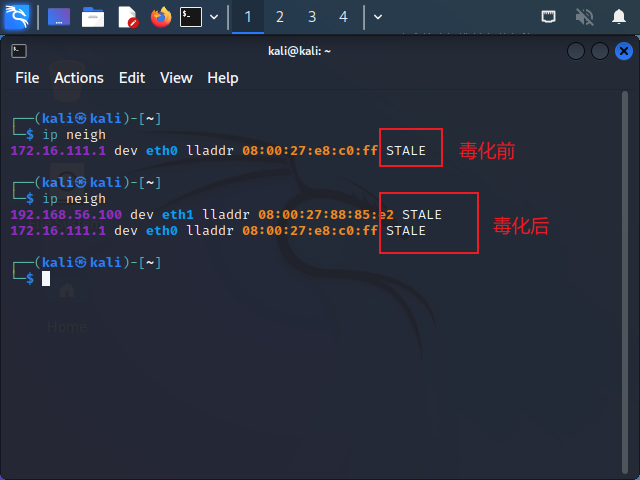 1 2 3 4
kali@kali: ~
File Actions Edit View Help
┌──(kali㉿kali)-[~]
└─$ ip neigh
172.16.111.1 dev eth0 lladdr 08:00:27:e8:c0:ff STALE
毒化前
┌──(kali㉿kali)-[~]
└─$ ip neigh
192.168.56.100 dev eth1 lladdr 08:00:27:88:85:e2 STALE
172.16.111.1 dev eth0 lladdr 08:00:27:e8:c0:ff STALE
毒化后
┌──(kali㉿kali)-[~]
└─$
Home